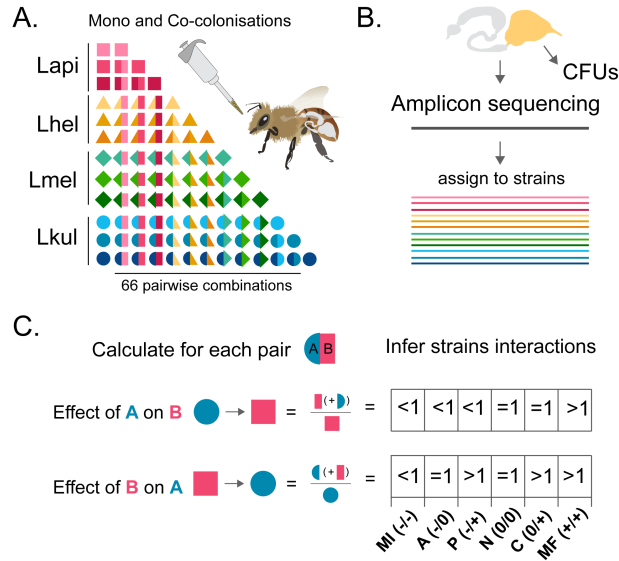 A.
Mono and Co-colonisations
Lapi
Lhel
Lmel
Lkul
66 pairwise combinations
B.
CFUs
Amplicon sequencing
assign to strains
C.
Calculate for each pair A B
Infer strains interactions
Effect of A on B = (+ ) = <1 <1 <1 =1 =1 >1
Effect of B on A = (+ ) = <1 =1 >1 =1 >1 >1
MI (-/-) A (-/0) P (-/+) N (0/0) C (0/+) MF (+/+)